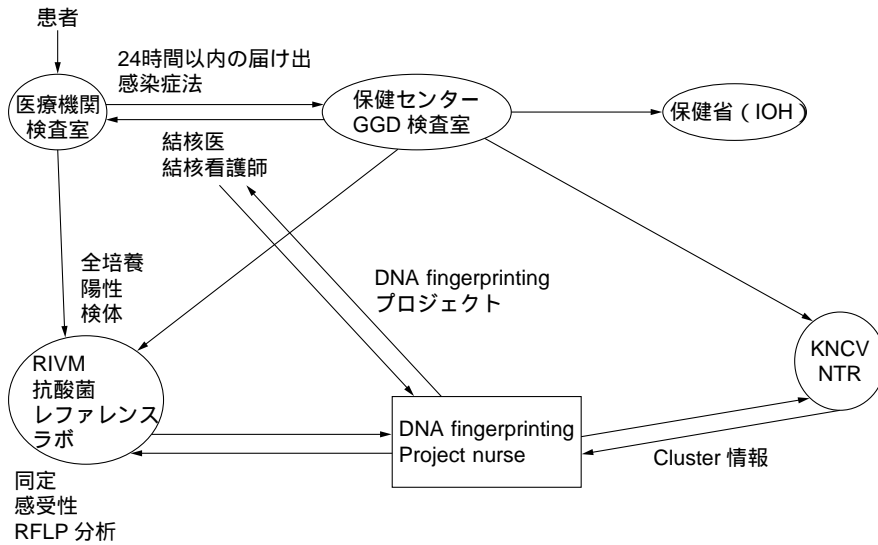 患者
24時間以内の届け出
感染症法
医療機関
検査室
保健センター
GGD 検査室
保健省 ( IOH )
結核医
結核看護師
全培養
陽性
検体
DNA fingerprinting
プロジェクト
RIVM
抗酸菌
レファレンス
ラボ
KNCV
NTR
DNA fingerprinting
Project nurse
Cluster 情報
同定
感受性
RFLP 分析